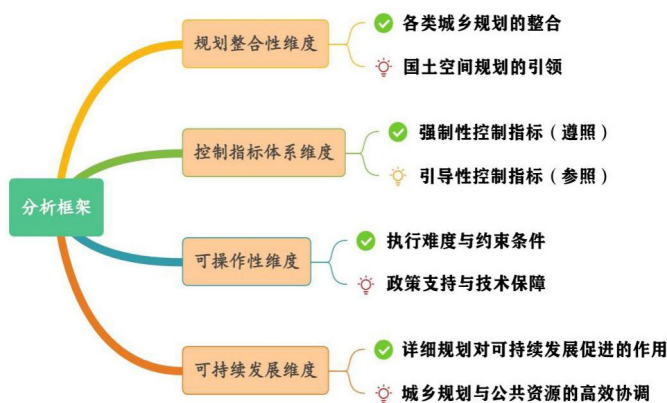 分析框架
规划整合性维度
各类城乡规划的整合
国土空间规划的引领
控制指标体系维度
强制性控制指标（遵照）
引导性控制指标（参照）
可操作性维度
执行难度与约束条件
政策支持与技术保障
可持续发展维度
详细规划对可持续发展促进的作用
城乡规划与公共资源的高效协调